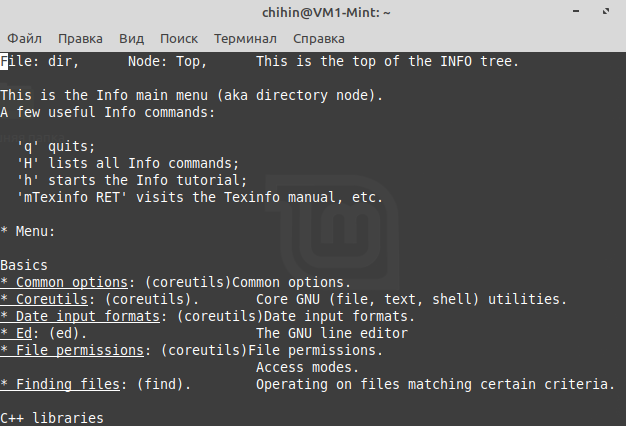 chihin@VM1-Mint: ~
Файл Правка Вид Поиск Терминал Справка
File: dir, Node: Top, This is the top of the INFO tree.
This is the Info main menu (aka directory node).
A few useful Info commands:
'q' quits;
'H' lists all Info commands;
'h' starts the Info tutorial;
'mTexinfo RET' visits the Texinfo manual, etc.
* Menu:
Basics
* Common options: (coreutils)Common options.
* Coreutils: (coreutils). Core GNU (file, text, shell) utilities.
* Date input formats: (coreutils)Date input formats.
* Ed: (ed). The GNU line editor
* File permissions: (coreutils)File permissions.
Access modes.
* Finding files: (find). Operating on files matching certain criteria.
C++ libraries